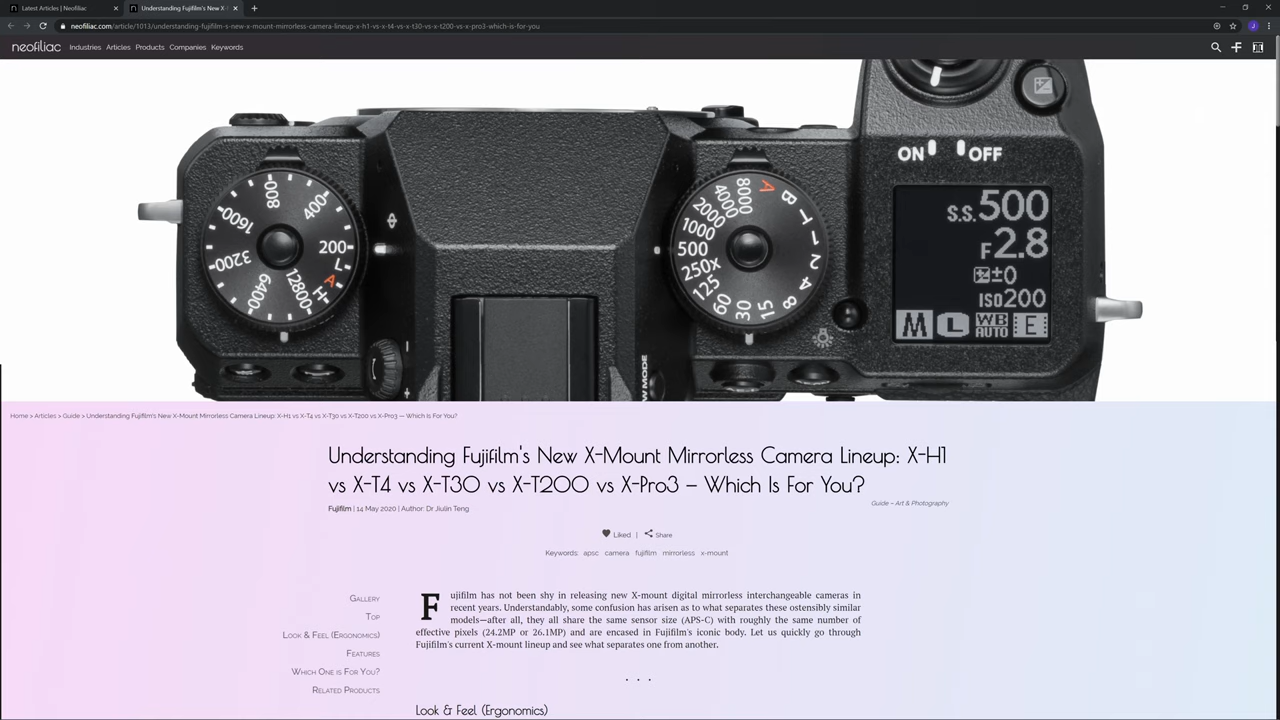 Latest Articles | Neofiliac
Understanding Fujifilm's New X-
neofiliac.com/article/1013/understanding-fujifilm-s-new-x-mount-mirrorless-camera-lineup-x-h1-vs-x-t4-vs-x-t30-vs-x-t200-vs-x-pro3-which-is-for-you
J
neofiliac Industries Articles Products Companies Keywords
ON OFF
800 400 200 L A H 12800 6400 3200 1600
8000 A B T 1 2 4 8 15 30 60 125 250X 500 1000 2000 4000
S.S. 500
F 2.8
±0
ISO 200
M L WB AUTO E
W MODE
Home > Articles > Guide > Understanding Fujifilm's New X-Mount Mirrorless Camera Lineup: X-H1 vs X-T4 vs X-T30 vs X-T200 vs X-Pro3 — Which Is For You?
Understanding Fujifilm's New X-Mount Mirrorless Camera Lineup: X-H1
vs X-T4 vs X-T30 vs X-T200 vs X-Pro3 – Which Is For You?
Guide – Art & Photography
Fujifilm | 14 May 2020 | Author: Dr Jiulin Teng
Liked | Share
Keywords: apsc camera fujifilm mirrorless x-mount
Gallery
Top
Look & Feel (Ergonomics)
Features
Which One is For You?
Related Products
Fujifilm has not been shy in releasing new X-mount digital mirrorless interchangeable cameras in
recent years. Understandably, some confusion has arisen as to what separates these ostensibly similar
models—after all, they all share the same sensor size (APS-C) with roughly the same number of
effective pixels (24.2MP or 26.1MP) and are encased in Fujifilm's iconic body. Let us quickly go through
Fujifilm's current X-mount lineup and see what separates one from another.
. . .
Look & Feel (Ergonomics)